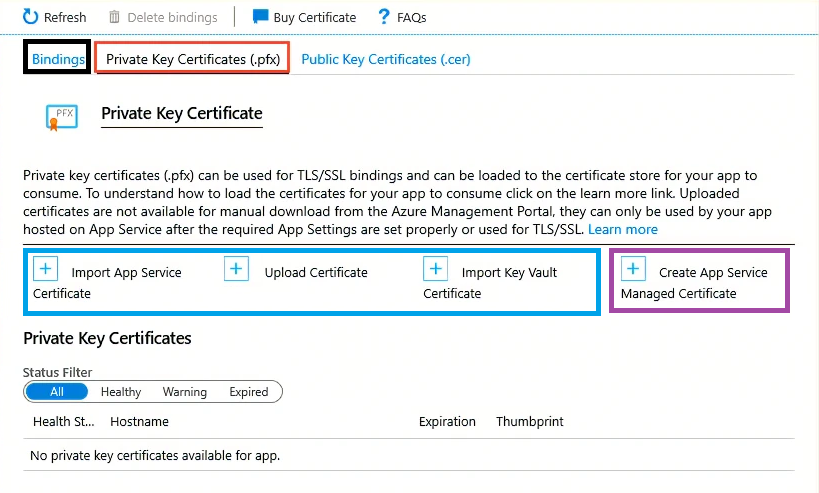 Refresh Delete bindings Buy Certificate ? FAQs
Bindings Private Key Certificates (.pfx) Public Key Certificates (.cer)
PFX Private Key Certificate
Private key certificates (.pfx) can be used for TLS/SSL bindings and can be loaded to the certificate store for your app to
consume. To understand how to load the certificates for your app to consume click on the learn more link. Uploaded
certificates are not available for manual download from the Azure Management Portal, they can only be used by your app
hosted on App Service after the required App Settings are set properly or used for TLS/SSL. Learn more
+ Import App Service Certificate
+ Upload Certificate
+ Import Key Vault Certificate
+ Create App Service Managed Certificate
Private Key Certificates
Status Filter
All Healthy Warning Expired
Health St... Hostname Expiration Thumbprint
No private key certificates available for app.